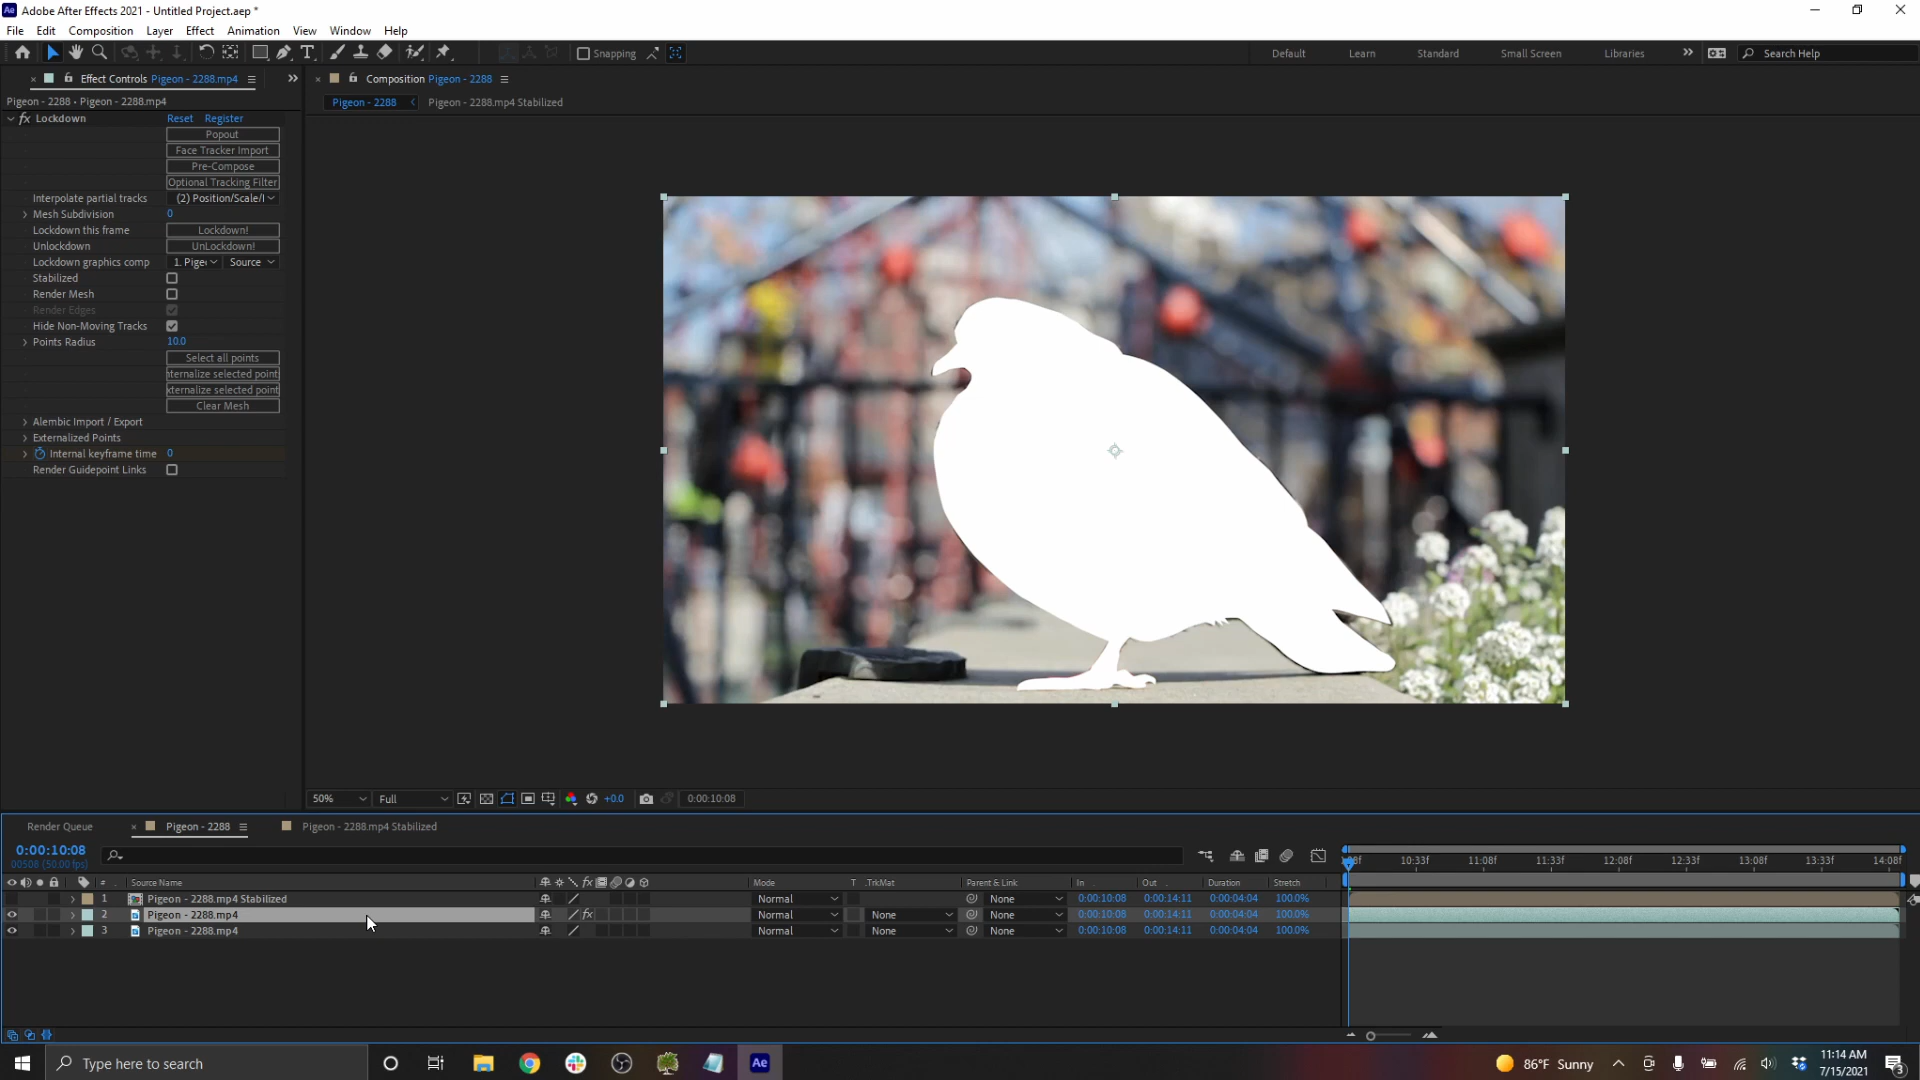 Adobe After Effects 2021 - Untitled Project.aep *
File Edit Composition Layer Effect Animation View Window Help
Snapping Default Learn Standard Small Screen Libraries Search Help
Effect Controls Pigeon - 2288.mp4 Composition Pigeon - 2288
Pigeon - 2288 • Pigeon - 2288.mp4 Pigeon - 2288 Pigeon - 2288.mp4 Stabilized
fx Lockdown Reset Register
Popout
Face Tracker Import
Pre-Compose
Optional Tracking Filter
Interpolate partial tracks (2) Position/Scale/
Mesh Subdivision 0
Lockdown this frame Lockdown!
Unlockdown UnLockdown!
Lockdown graphics comp 1. Pige Source
Stabilized
Render Mesh
Render Edges
Hide Non-Moving Tracks
Points Radius 10.0
Select all points
nternalize selected point
xternalize selected point
Clear Mesh
Alembic Import / Export
Externalized Points
Internal keyframe time 0
Render Guidepoint Links
50% Full +0.0 0:00:10:08
Render Queue Pigeon - 2288 Pigeon - 2288.mp4 Stabilized
0:00:10:08
00508 (50.00 fps)
10:33f 11:08f 11:33f 12:08f 12:33f 13:08f 13:33f 14:08f
# Source Name fx Mode T .TrkMat Parent & Link In Out Duration Stretch
1 Pigeon - 2288.mp4 Stabilized Normal None 0:00:10:08 0:00:14:11 0:00:04:04 100.0%
2 Pigeon - 2288.mp4 fx Normal None None 0:00:10:08 0:00:14:11 0:00:04:04 100.0%
3 Pigeon - 2288.mp4 Normal None None 0:00:10:08 0:00:14:11 0:00:04:04 100.0%
Type here to search Ae 86°F Sunny 11:14 AM
7/15/2021 3